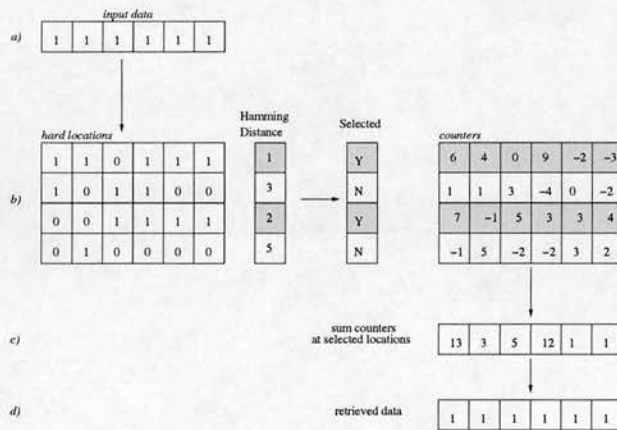 input data
a) 1 1 1 1 1 1
Hamming Distance
Selected
hard locations
counters
1 1 0 1 1 1 1 Y 6 4 0 9 -2 -3
1 0 1 1 0 0 3 N 1 1 3 -4 0 -2
b)
0 0 1 1 1 1 2 Y 7 -1 5 3 3 4
0 1 0 0 0 0 5 N -1 5 -2 -2 3 2
sum counters
c) at selected locations 13 3 5 12 1 1
d) retrieved data 1 1 1 1 1 1